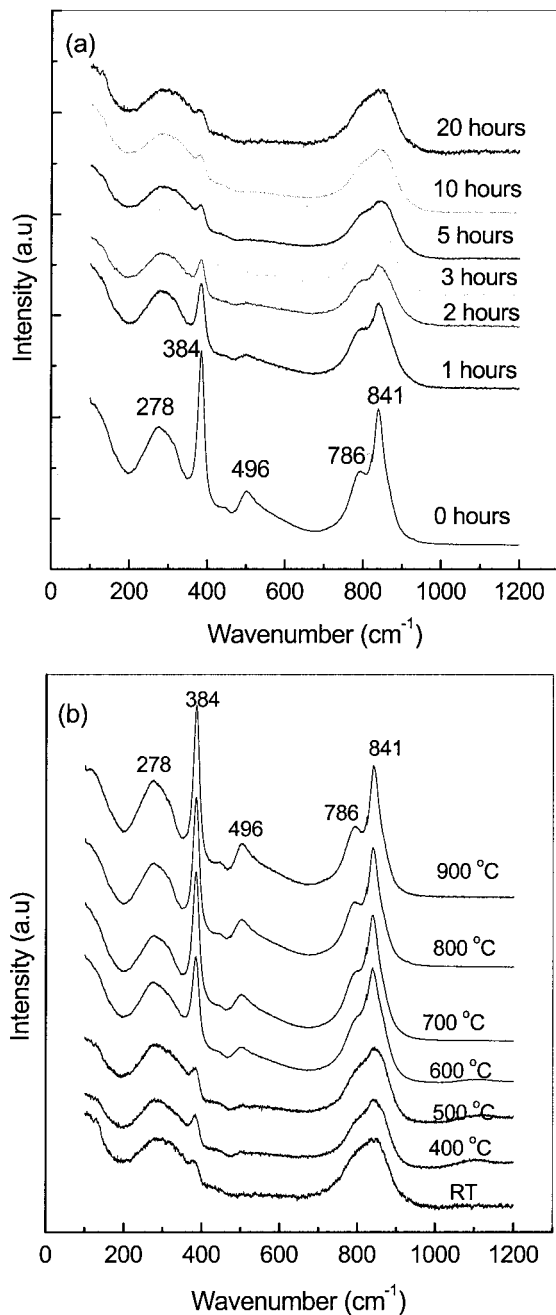 (a)
20 hours
10 hours
5 hours
3 hours
2 hours
1 hours
0 hours
384
278
496
786
841
Intensity (a.u)
0 200 400 600 800 1000 1200
Wavenumber (cm⁻¹)
(b)
384
278
496
786
841
900 °C
800 °C
700 °C
600 °C
500 °C
400 °C
RT
Intensity (a.u)
0 200 400 600 800 1000 1200
Wavenumber (cm⁻¹)